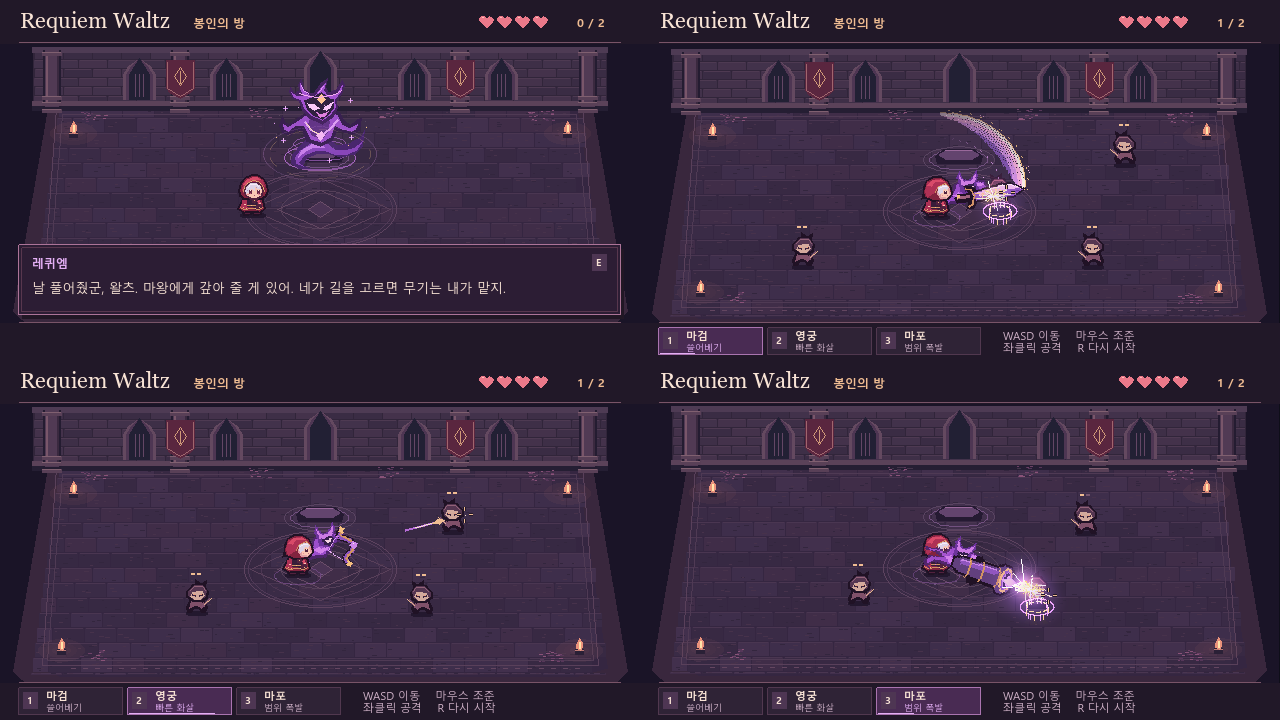 Requiem Waltz 봉인의 방 0 / 2
레퀴엠 E
날 풀어줬군, 왈츠. 마왕에게 갚아 줄 게 있어. 네가 길을 고르면 무기는 내가 맡지.
Requiem Waltz 봉인의 방 1 / 2
1 마검 2 영궁 3 마포 WASD 이동 마우스 조준
쓸어베기 빠른 화살 범위 폭발 좌클릭 공격 R 다시 시작
Requiem Waltz 봉인의 방 1 / 2
1 마검 2 영궁 3 마포 WASD 이동 마우스 조준
쓸어베기 빠른 화살 범위 폭발 좌클릭 공격 R 다시 시작
Requiem Waltz 봉인의 방 1 / 2
1 마검 2 영궁 3 마포 WASD 이동 마우스 조준
쓸어베기 빠른 화살 범위 폭발 좌클릭 공격 R 다시 시작